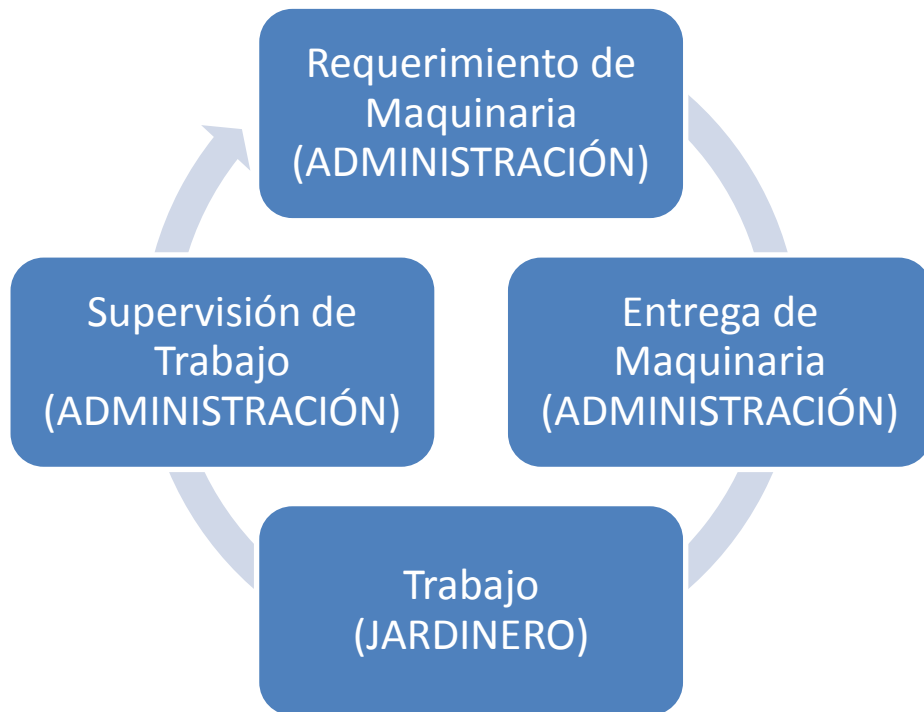 Requerimiento de
Maquinaria
(ADMINISTRACIÓN)
Supervisión de
Trabajo
(ADMINISTRACIÓN)
Entrega de
Maquinaria
(ADMINISTRACIÓN)
Trabajo
(JARDINERO)